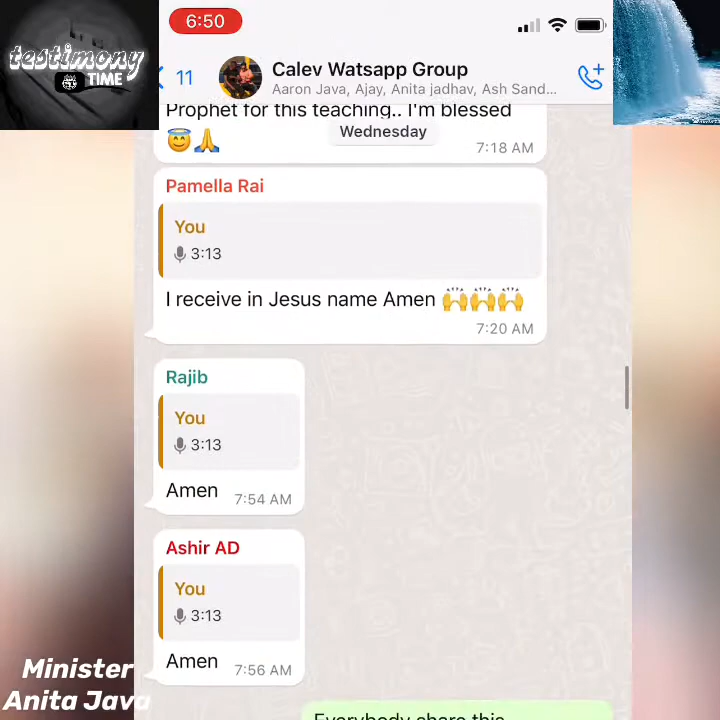 testimony
TIME
6:50
11
Calev Watsapp Group
Aaron Java, Ajay, Anita jadhav, Ash Sand...
Prophet for this teaching.. I'm blessed
😇🙏
Wednesday
7:18 AM
Pamella Rai
You
3:13
I receive in Jesus name Amen 🙌🙌🙌
7:20 AM
Rajib
You
3:13
Amen
7:54 AM
Ashir AD
You
3:13
Amen
7:56 AM
Everybody share this
Minister
Anita Java